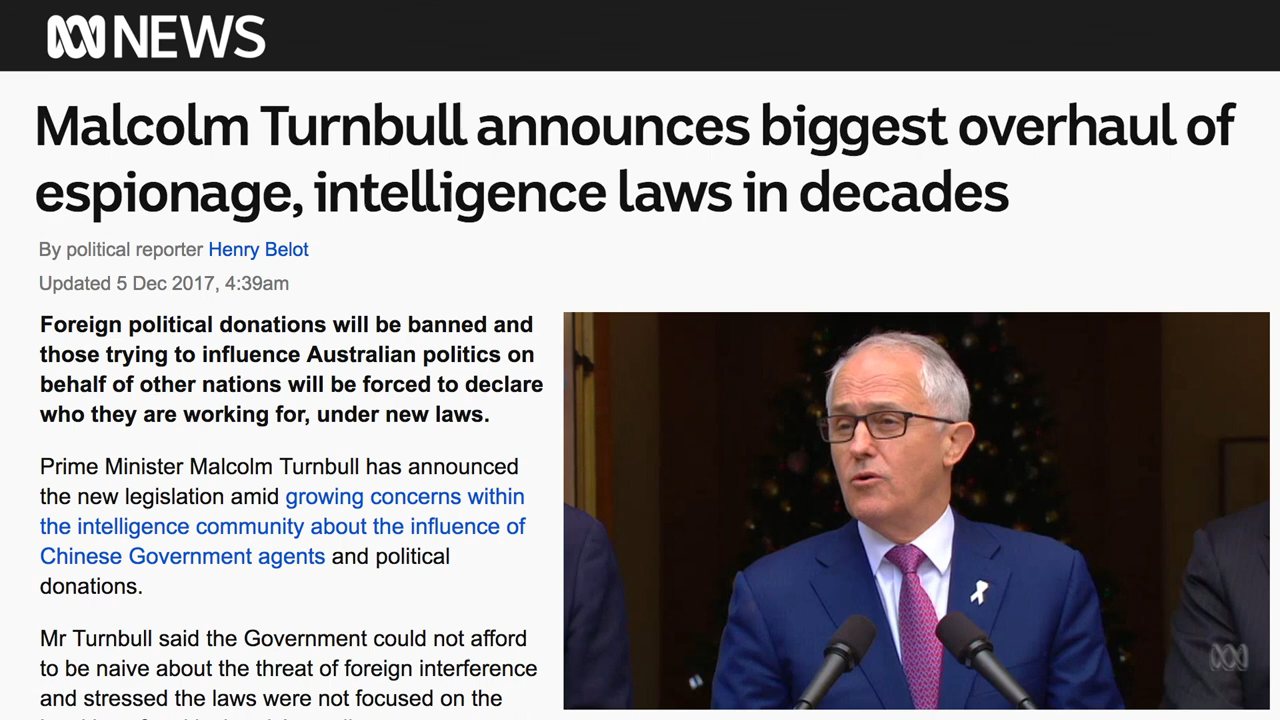 NEWS
Malcolm Turnbull announces biggest overhaul of
espionage, intelligence laws in decades
By political reporter Henry Belot
Updated 5 Dec 2017, 4:39am
Foreign political donations will be banned and
those trying to influence Australian politics on
behalf of other nations will be forced to declare
who they are working for, under new laws.
Prime Minister Malcolm Turnbull has announced
the new legislation amid growing concerns within
the intelligence community about the influence of
Chinese Government agents and political
donations.
Mr Turnbull said the Government could not afford
to be naive about the threat of foreign interference
and stressed the laws were not focused on the